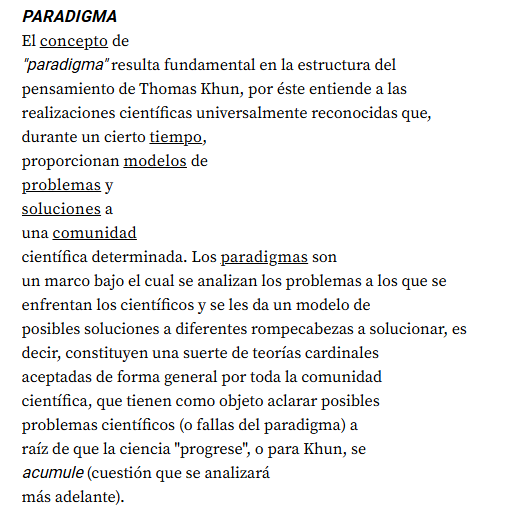 PARADIGMA
El concepto de
"paradigma" resulta fundamental en la estructura del
pensamiento de Thomas Khun, por éste entiende a las
realizaciones científicas universalmente reconocidas que,
durante un cierto tiempo,
proporcionan modelos de
problemas y
soluciones a
una comunidad
científica determinada. Los paradigmas son
un marco bajo el cual se analizan los problemas a los que se
enfrentan los científicos y se les da un modelo de
posibles soluciones a diferentes rompecabezas a solucionar, es
decir, constituyen una suerte de teorías cardinales
aceptadas de forma general por toda la comunidad
científica, que tienen como objeto aclarar posibles
problemas científicos (o fallas del paradigma) a
raíz de que la ciencia "progrese", o para Khun, se
acumule (cuestión que se analizará
más adelante).